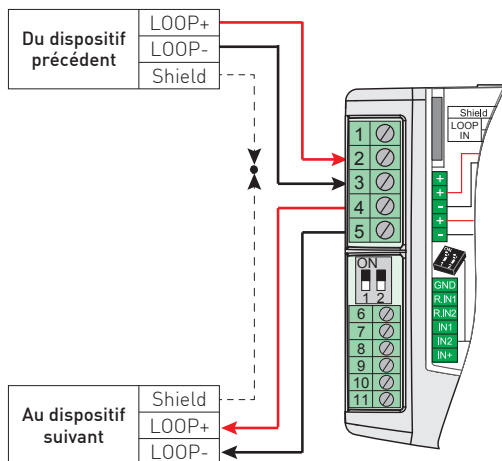 Du dispositif
précédent
LOOP+
LOOP-
Shield
1
2
3
4
5
ON
1 2
6
7
8
9
10
11
Shield
LOOP
IN
+
+
-
+
-
GND
R.IN1
R.IN2
IN1
IN2
IN+
Au dispositif
suivant
Shield
LOOP+
LOOP-